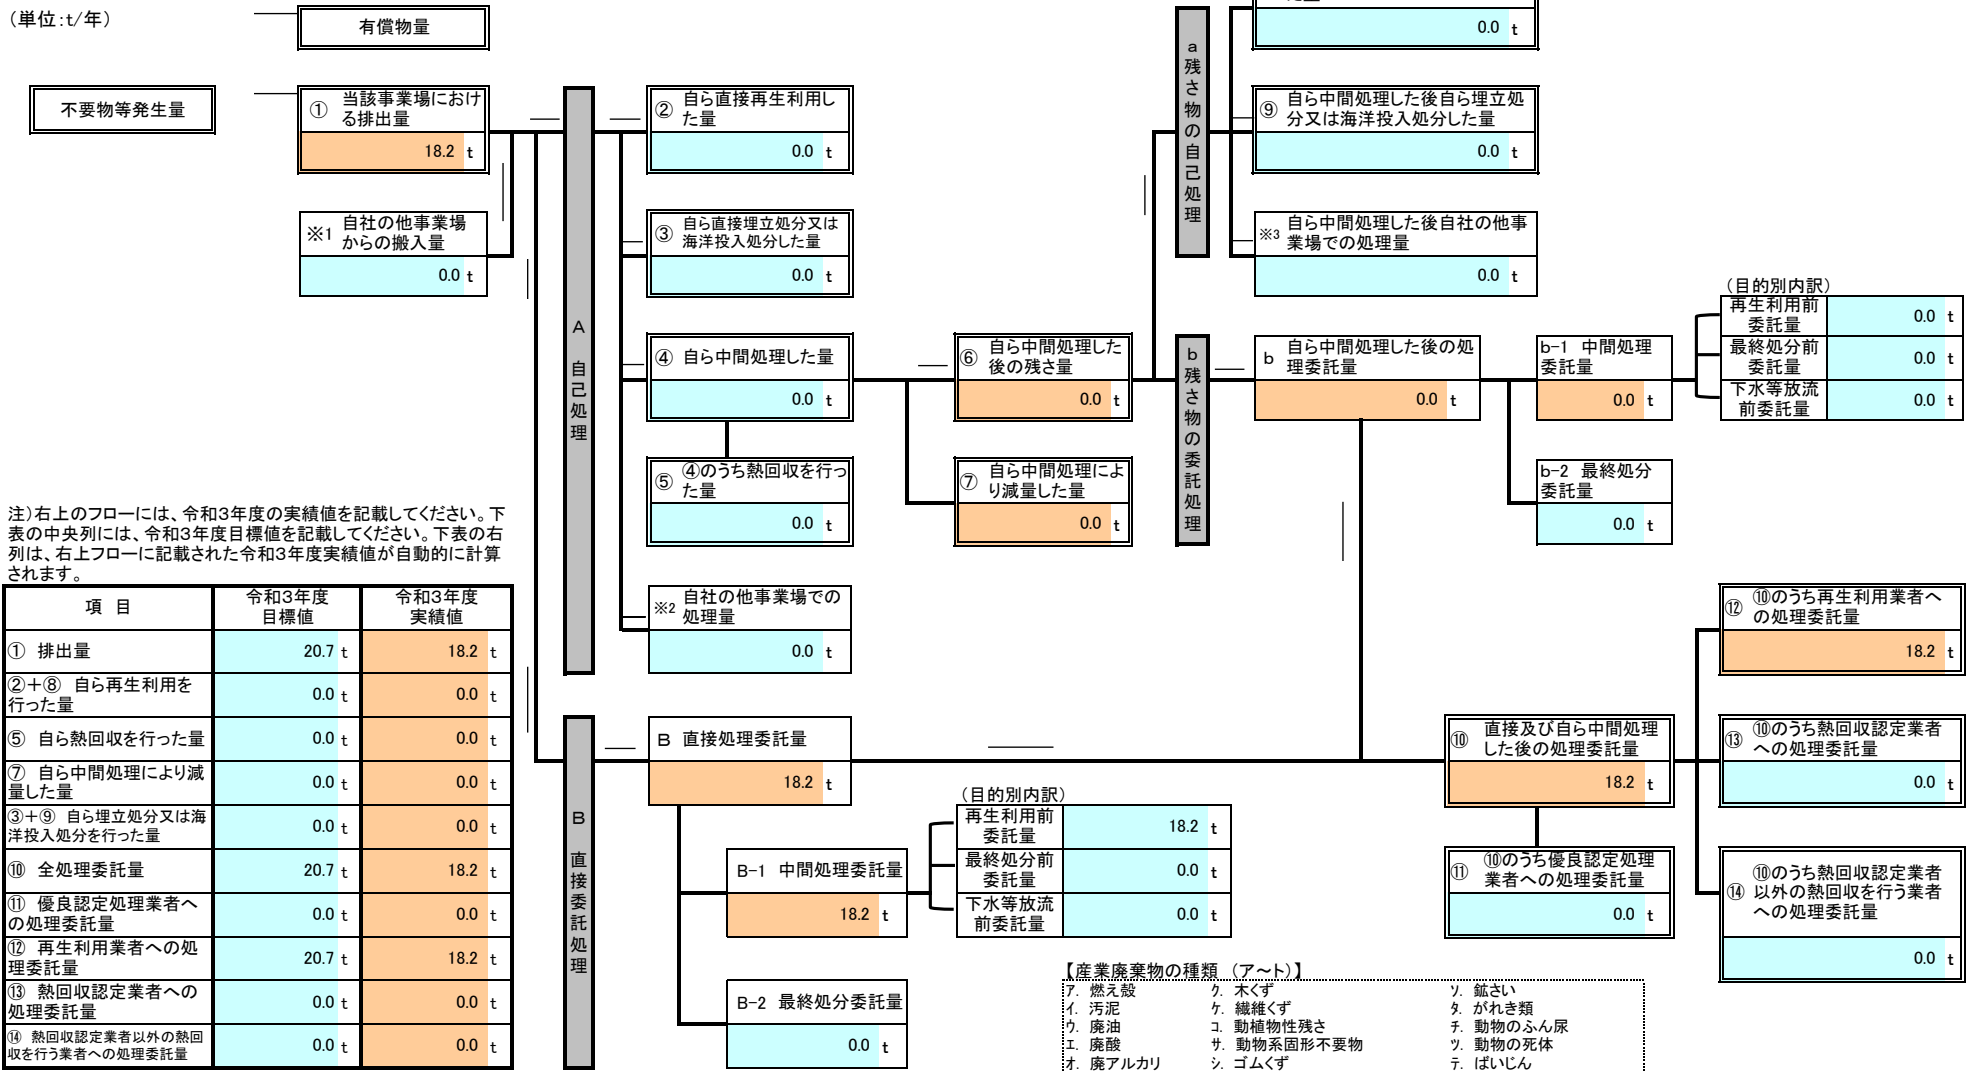 (単位:t/年)
有償物量
0.0 t
不要物等発生量
① 当該事業場におけ
る排出量
18.2 t
② 自ら直接再生利用し
た量
0.0 t
a 残さ物の自己処理
⑨ 自ら中間処理した後自ら埋立処
分又は海洋投入処分した量
0.0 t
※1 自社の他事業場
からの搬入量
0.0 t
③ 自ら直接埋立処分又は
海洋投入処分した量
0.0 t
※3 自ら中間処理した後自社の他事
業場での処理量
0.0 t
A 自己処理
④ 自ら中間処理した量
0.0 t
⑥ 自ら中間処理した
後の残さ量
0.0 t
b 残さ物の委託処理
b 自ら中間処理した後の処
理委託量
0.0 t
b-1 中間処理
委託量
0.0 t
(目的別内訳)
再生利用前
委託量
0.0 t
最終処分前
委託量
0.0 t
下水等放流
前委託量
0.0 t
⑤ ④のうち熱回収を行っ
た量
0.0 t
⑦ 自ら中間処理によ
り減量した量
0.0 t
b-2 最終処分
委託量
0.0 t
注)右上のフローには、令和3年度の実績値を記載してください。下
表の中央列には、令和3年度目標値を記載してください。下表の右
列は、右上フローに記載された令和3年度実績値が自動的に計算
されます。
※2 自社の他事業場での
処理量
0.0 t
項 目 令和3年度
目標値 令和3年度
実績値
① 排出量 20.7 t 18.2 t
②+⑧ 自ら再生利用を
行った量 0.0 t 0.0 t
⑤ 自ら熱回収を行った量 0.0 t 0.0 t
⑦ 自ら中間処理により減
量した量 0.0 t 0.0 t
③+⑨ 自ら埋立処分又は海
洋投入処分を行った量 0.0 t 0.0 t
⑩ 全処理委託量 20.7 t 18.2 t
⑪ 優良認定処理業者へ
の処理委託量 0.0 t 0.0 t
⑫ 再生利用業者への処
理委託量 20.7 t 18.2 t
⑬ 熱回収認定業者への
処理委託量 0.0 t 0.0 t
⑭ 熱回収認定業者以外の熱回
収を行う業者への処理委託量 0.0 t 0.0 t
B 直接委託処理
B 直接処理委託量
18.2 t
B-1 中間処理委託量
18.2 t
(目的別内訳)
再生利用前
委託量
18.2 t
最終処分前
委託量
0.0 t
下水等放流
前委託量
0.0 t
B-2 最終処分委託量
0.0 t
⑩ 直接及び自ら中間処理
した後の処理委託量
18.2 t
⑪ ⑩のうち優良認定処理
業者への処理委託量
0.0 t
⑫ ⑩のうち再生利用業者へ
の処理委託量
18.2 t
⑬ ⑩のうち熱回収認定業者
への処理委託量
0.0 t
⑭ ⑩のうち熱回収認定業者
以外の熱回収を行う業者
への処理委託量
0.0 t
【産業廃棄物の種類 (ア~ト)】
ア. 燃え殻 ク. 木くず ソ. 鉱さい
イ. 汚泥 ケ. 繊維くず タ. がれき類
ウ. 廃油 コ. 動植物性残さ チ. 動物のふん尿
エ. 廃酸 サ. 動物系固形不要物 ツ. 動物の死体
オ. 廃アルカリ シ. ゴムくず テ. ばいじん